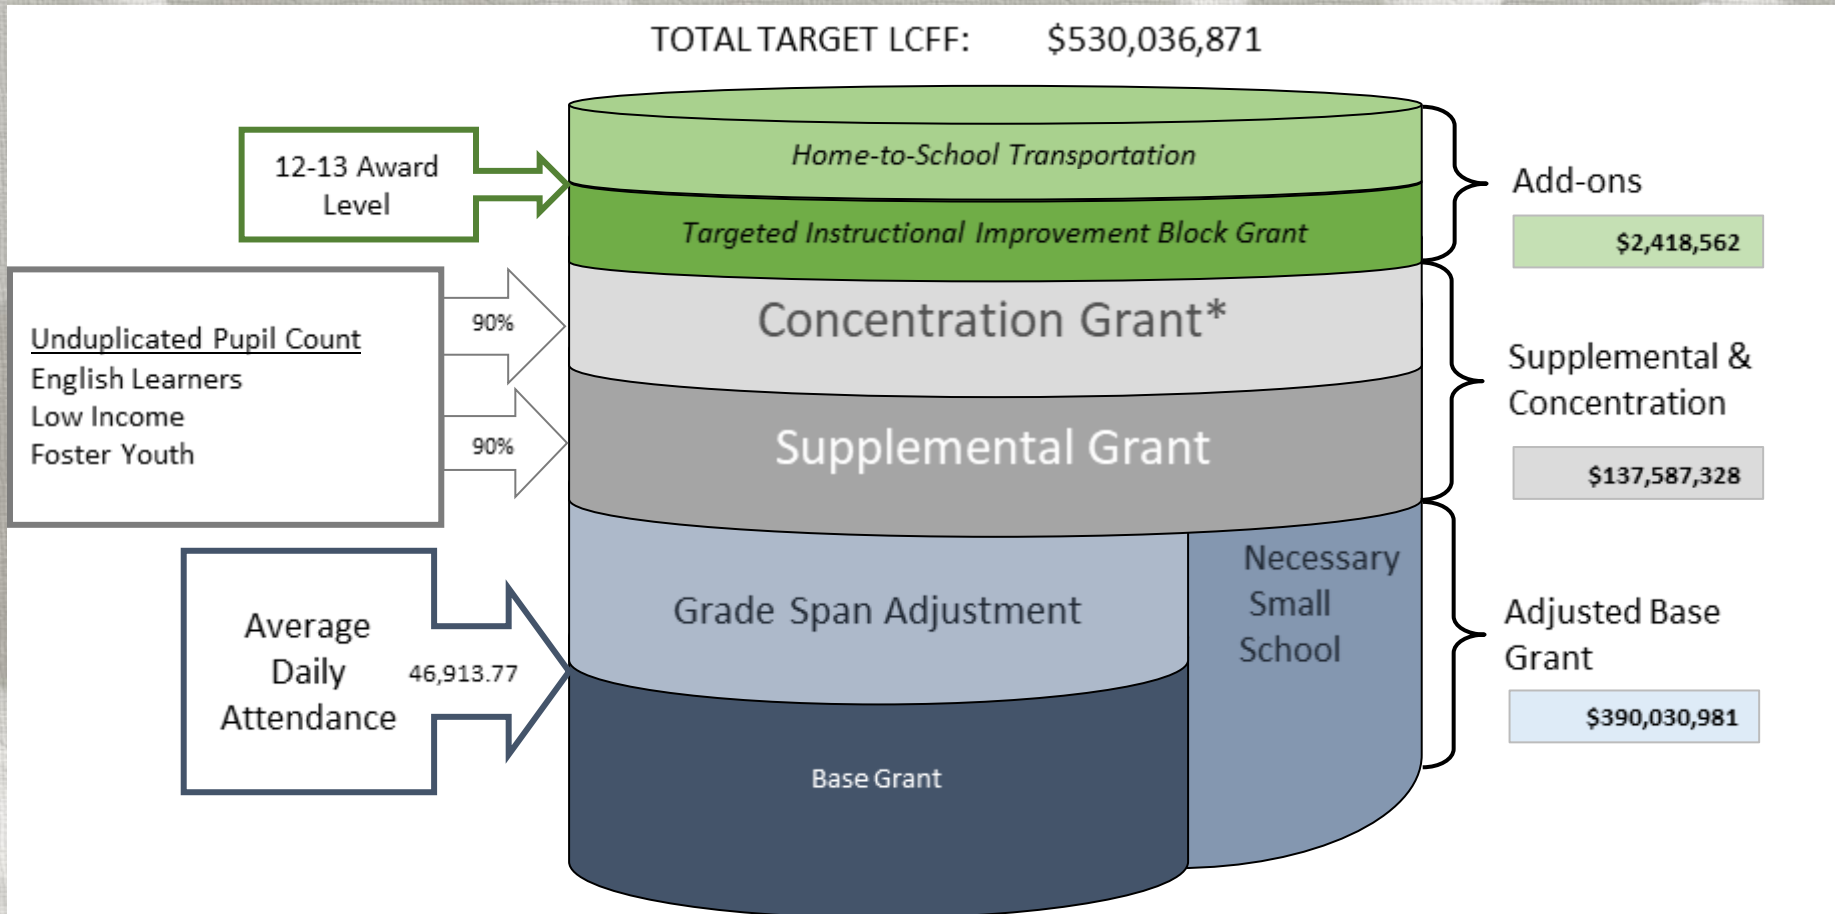 TOTAL TARGET LCFF: $530,036,871
12-13 Award
Level
Home-to-School Transportation
Targeted Instructional Improvement Block Grant
Add-ons
$2,418,562
Unduplicated Pupil Count
English Learners
Low Income
Foster Youth
90%
90%
Concentration Grant*
Supplemental Grant
Supplemental &
Concentration
$137,587,328
Average
Daily
Attendance
46,913.77
Grade Span Adjustment
Base Grant
Necessary
Small
School
Adjusted Base
Grant
$390,030,981